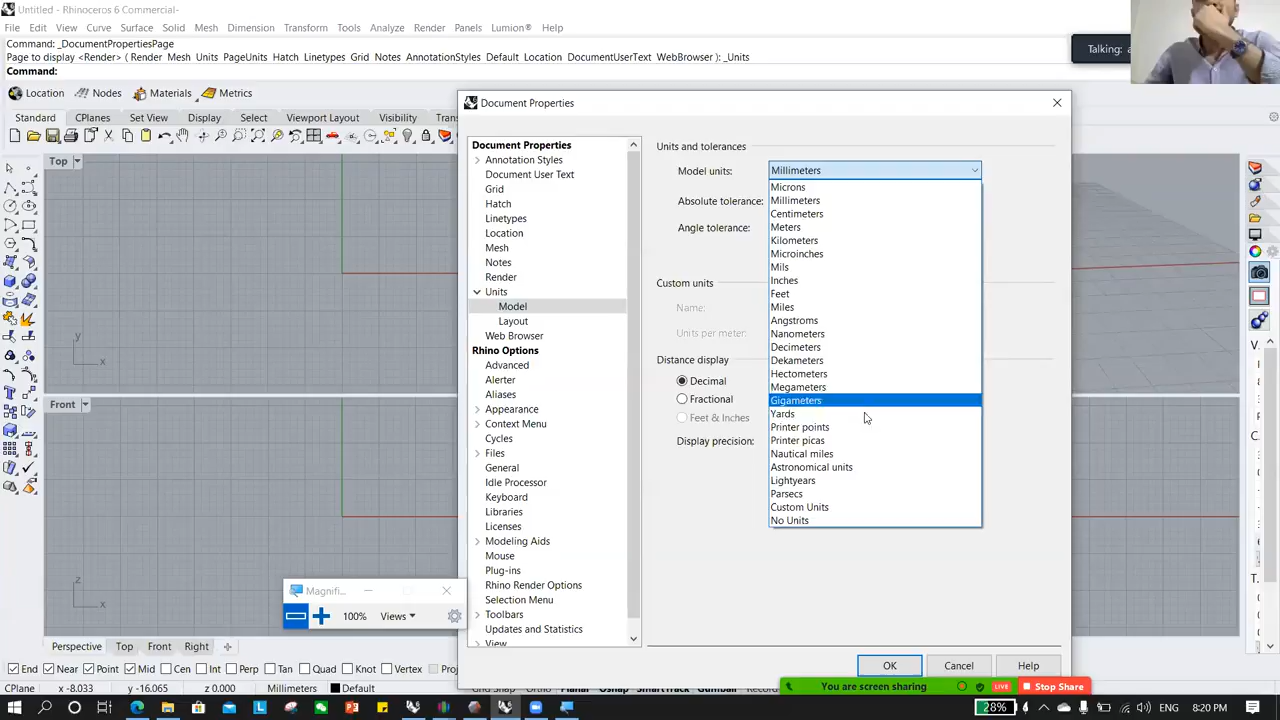 Untitled - Rhinoceros 6 Commercial-
File Edit View Curve Surface Solid Mesh Dimension Transform Tools Analyze Render Panels Lumion® Help
Command: _DocumentPropertiesPage
Page to display <Render> ( Render Mesh Units PageUnits Hatch Linetypes Grid Notes AnnotationStyles Default Location DocumentUserText WebBrowser ): _Units
Talking:
Command:
Location Nodes Materials Metrics
Document Properties
Standard CPlanes Set View Display Select Viewport Layout Visibility
Top
Document Properties
Annotation Styles
Document User Text
Grid
Hatch
Linetypes
Location
Mesh
Notes
Render
Units
Model
Layout
Web Browser
Rhino Options
Advanced
Alerter
Aliases
Appearance
Context Menu
Cycles
Files
General
Idle Processor
Keyboard
Libraries
Licenses
Modeling Aids
Mouse
Plug-ins
Rhino Render Options
Selection Menu
Toolbars
Updates and Statistics
View
Units and tolerances
Model units: Millimeters
Absolute tolerance:
Angle tolerance:
Custom units
Name:
Units per meter:
Distance display
Decimal
Fractional
Feet & Inches
Display precision:
Microns
Millimeters
Centimeters
Meters
Kilometers
Microinches
Mils
Inches
Feet
Miles
Angstroms
Nanometers
Decimeters
Dekameters
Hectometers
Megameters
Gigameters
Yards
Printer points
Printer picas
Nautical miles
Astronomical units
Lightyears
Parsecs
Custom Units
No Units
y
x
Front
z
x
Magnifi...
100% Views
Perspective Top Front Right
OK Cancel Help
End Near Point Mid Cen Int Perp Tan Quad Knot Vertex
CPlane x -8.033 y -16.065 z 0.000 Millimeters Default Grid Snap Ortho Planar Osnap SmartTrack Gumball
You are screen sharing LIVE Stop Share
28% (ENG 8:20 PM